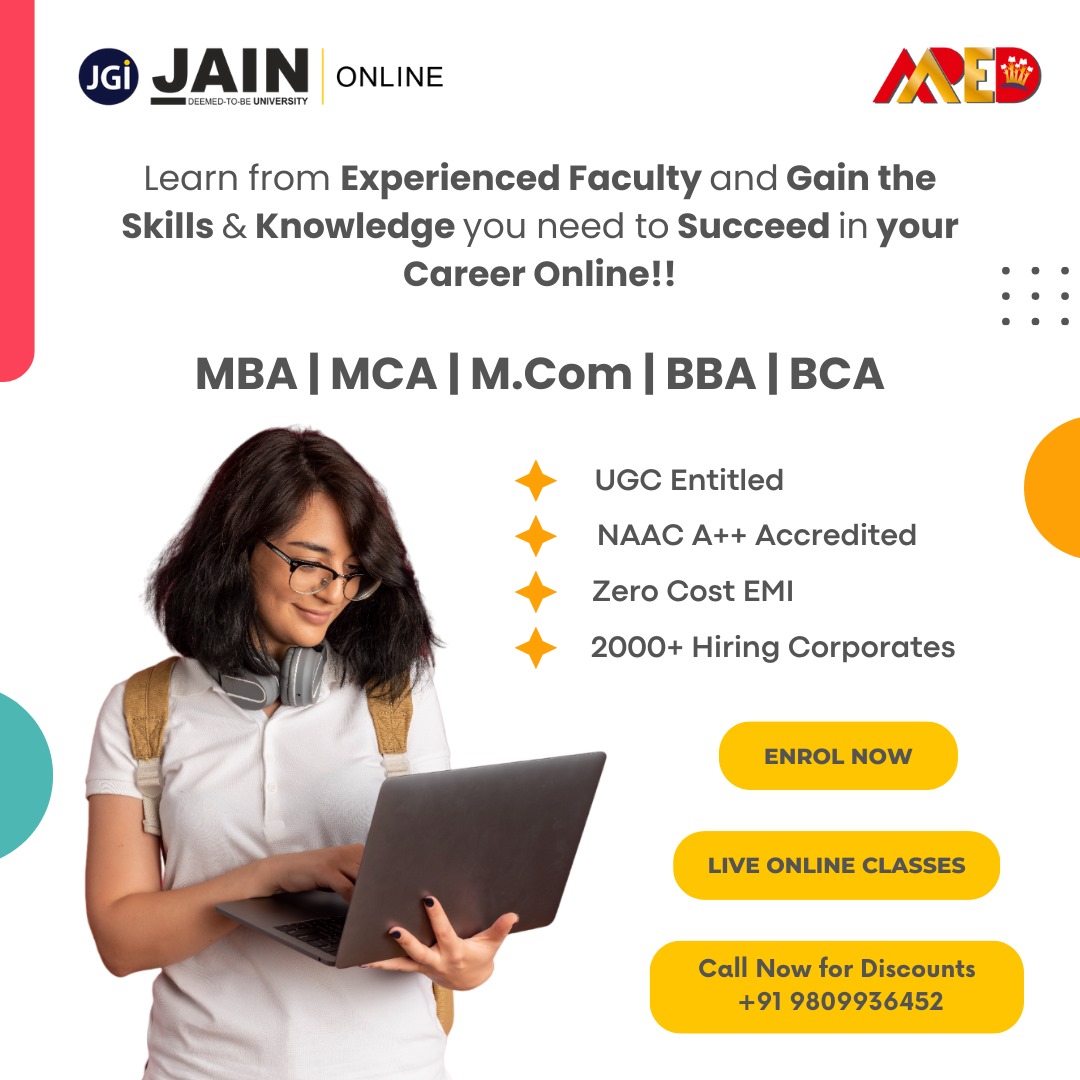 JGi JAIN ONLINE
DEEMED-TO-BE UNIVERSITY
MPED
Learn from Experienced Faculty and Gain the
Skills & Knowledge you need to Succeed in your
Career Online!!
MBA | MCA | M.Com | BBA | BCA
UGC Entitled
NAAC A++ Accredited
Zero Cost EMI
2000+ Hiring Corporates
ENROL NOW
LIVE ONLINE CLASSES
Call Now for Discounts
+91 9809936452